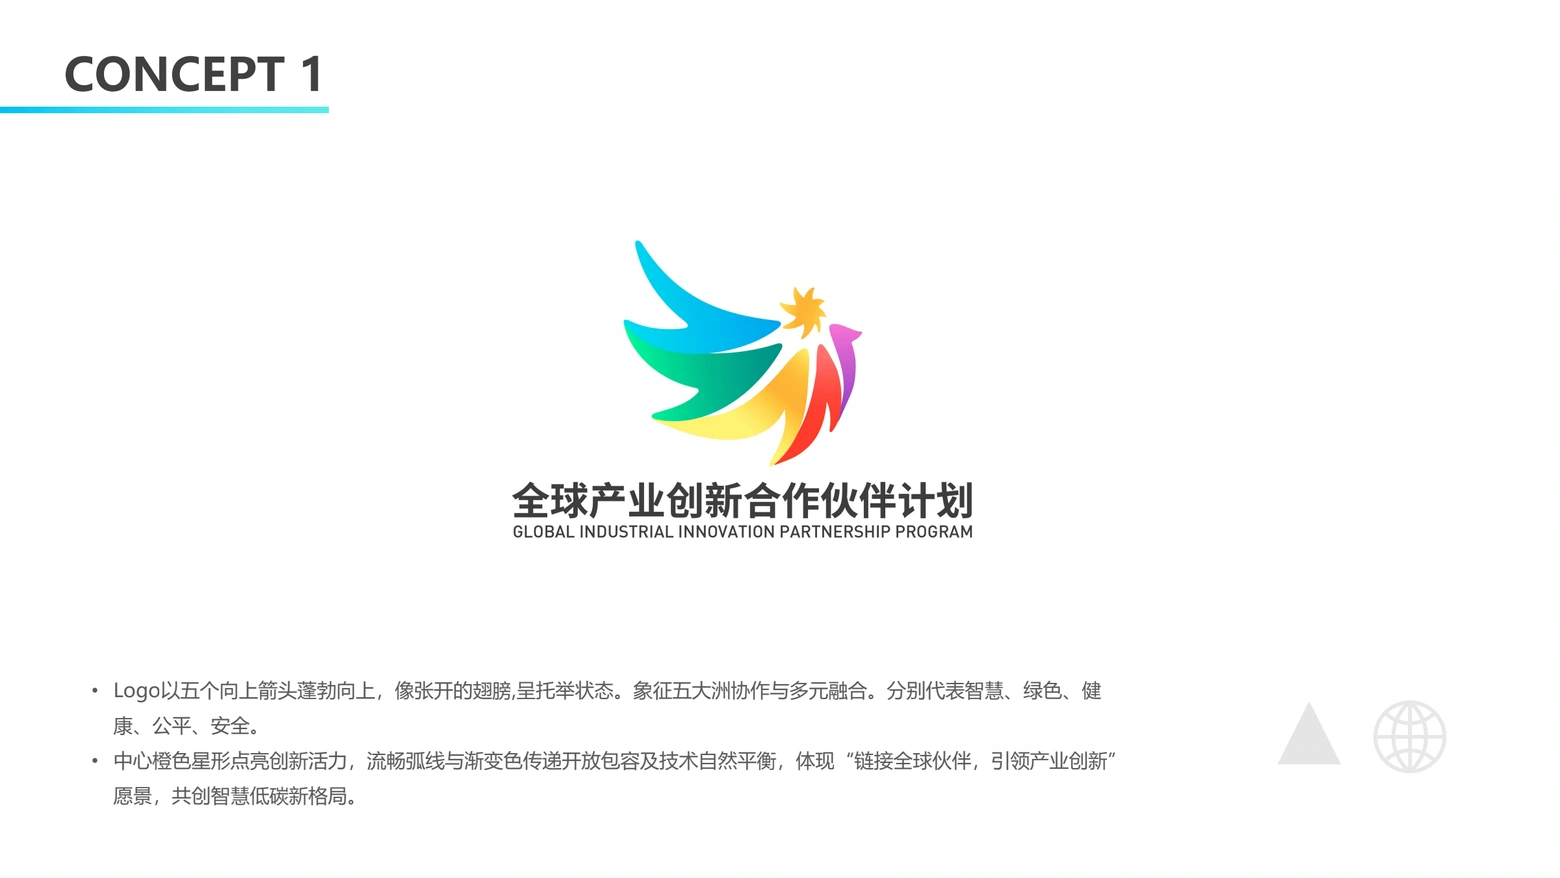 CONCEPT 1
全球产业创新合作伙伴计划
GLOBAL INDUSTRIAL INNOVATION PARTNERSHIP PROGRAM
• Logo以五个向上箭头蓬勃向上，像张开的翅膀,呈托举状态。象征五大洲协作与多元融合。分别代表智慧、绿色、健
康、公平、安全。
• 中心橙色星形点亮创新活力，流畅弧线与渐变色传递开放包容及技术自然平衡，体现“链接全球伙伴，引领产业创新”
愿景，共创智慧低碳新格局。